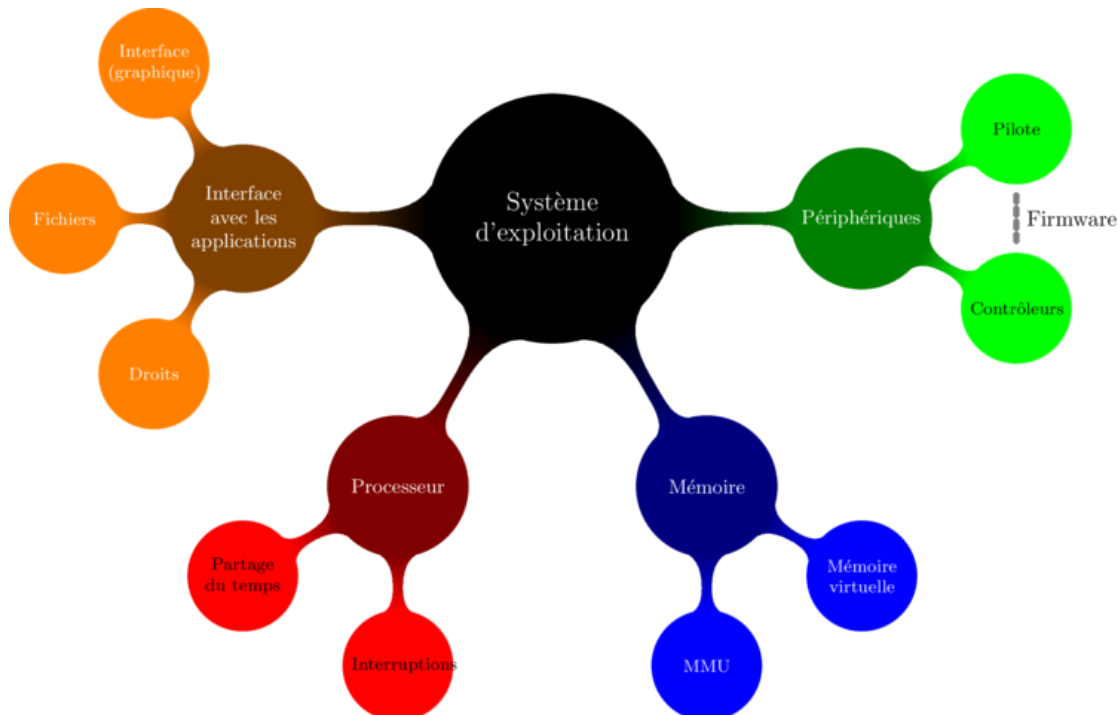 Interface
(graphique)
Fichiers
Interface
avec les
applications
Droits
Système
d'exploitation
Périphériques
Pilote
Firmware
Contrôleurs
Processeur
Partage
du temps
Interruptions
Mémoire
Mémoire
virtuelle
MMU